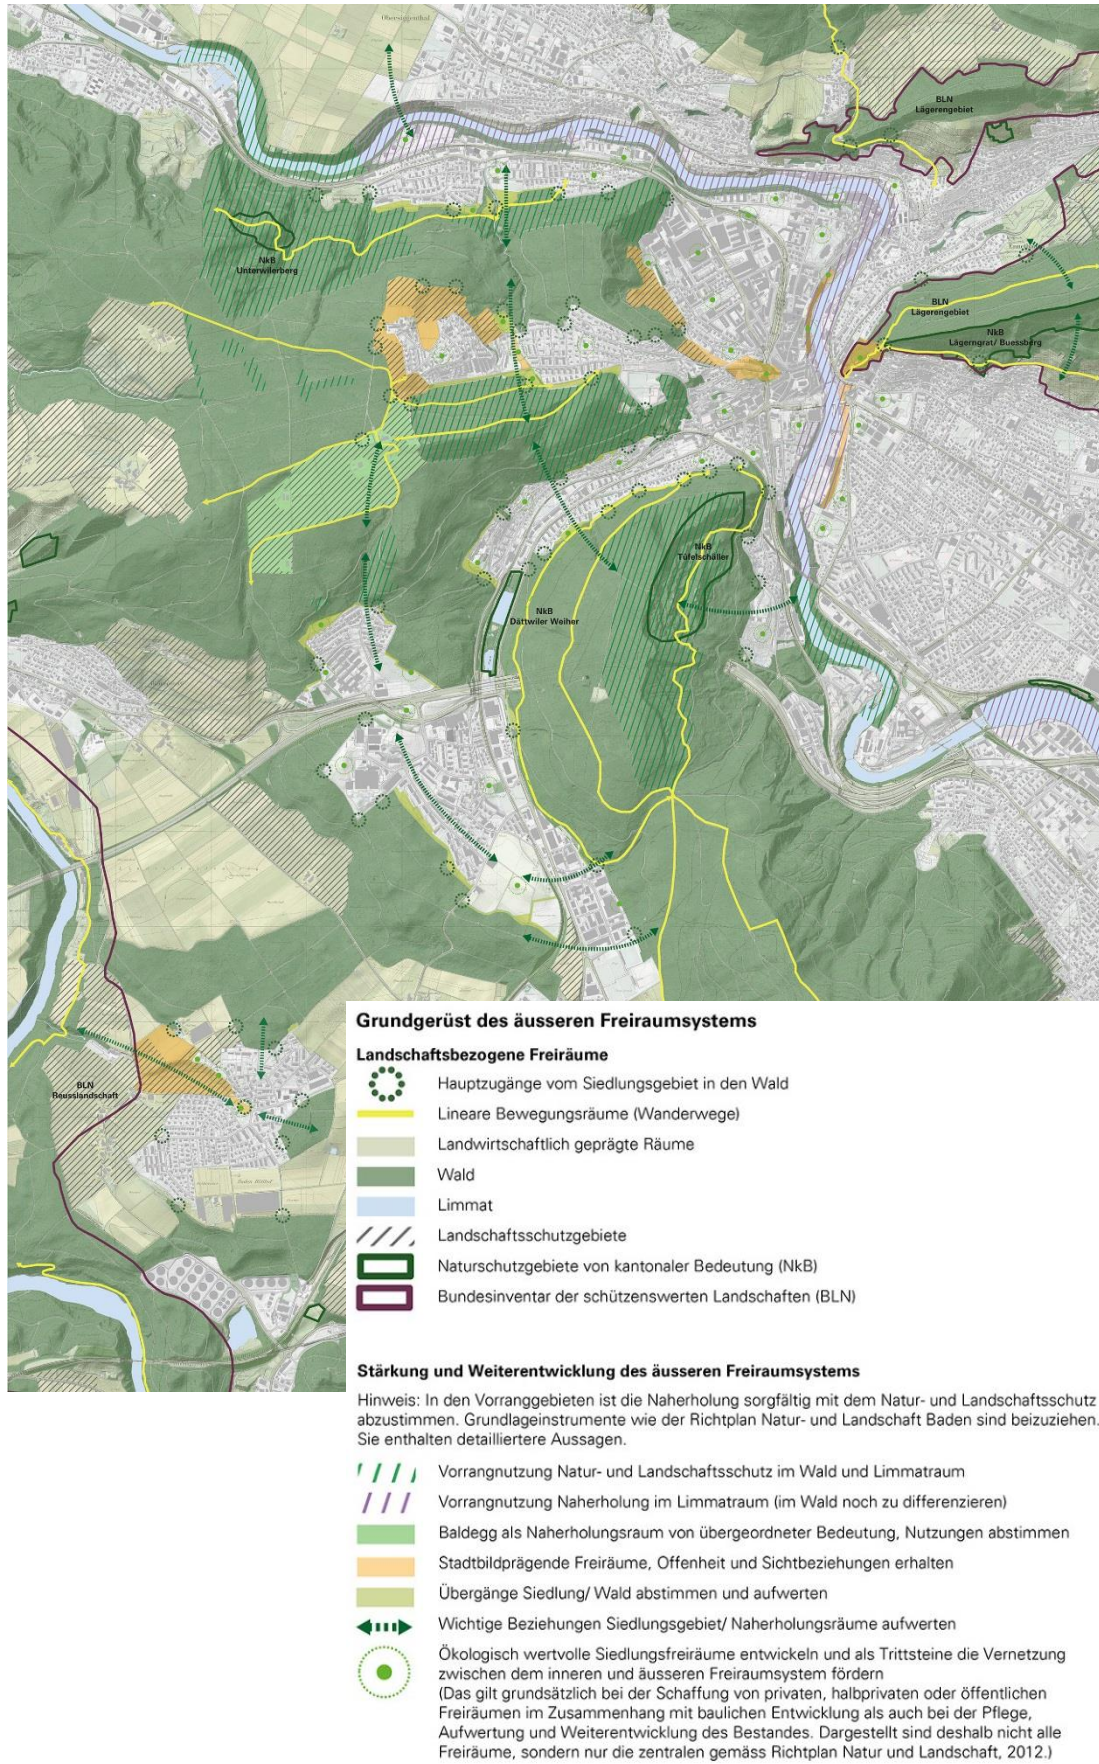 Obersiggenthal
BLN
Lägerengebiet
NkB
Unterwilerberg
BLN
Lägerengebiet
NkB
Lägerngrat/ Buessberg
NkB
Tüfelschäller
NkB
Dättwiler Weiher
BLN
Reusslandschaft
Grundgerüst des äusseren Freiraumsystems
Landschaftsbezogene Freiräume
Hauptzugänge vom Siedlungsgebiet in den Wald
Lineare Bewegungsräume (Wanderwege)
Landwirtschaftlich geprägte Räume
Wald
Limmat
Landschaftsschutzgebiete
Naturschutzgebiete von kantonaler Bedeutung (NkB)
Bundesinventar der schützenswerten Landschaften (BLN)
Stärkung und Weiterentwicklung des äusseren Freiraumsystems
Hinweis: In den Vorranggebieten ist die Naherholung sorgfältig mit dem Natur- und Landschaftsschutz
abzustimmen. Grundlageinstrumente wie der Richtplan Natur- und Landschaft Baden sind beizuziehen.
Sie enthalten detailliertere Aussagen.
Vorrangnutzung Natur- und Landschaftsschutz im Wald und Limmatraum
Vorrangnutzung Naherholung im Limmatraum (im Wald noch zu differenzieren)
Baldegg als Naherholungsraum von übergeordneter Bedeutung, Nutzungen abstimmen
Stadtbildprägende Freiräume, Offenheit und Sichtbeziehungen erhalten
Übergänge Siedlung/ Wald abstimmen und aufwerten
Wichtige Beziehungen Siedlungsgebiet/ Naherholungsräume aufwerten
Ökologisch wertvolle Siedlungsfreiräume entwickeln und als Trittsteine die Vernetzung
zwischen dem inneren und äusseren Freiraumsystem fördern
(Das gilt grundsätzlich bei der Schaffung von privaten, halbprivaten oder öffentlichen
Freiräumen im Zusammenhang mit baulichen Entwicklung als auch bei der Pflege,
Aufwertung und Weiterentwicklung des Bestandes. Dargestellt sind deshalb nicht alle
Freiräume, sondern nur die zentralen gemäss Richtplan Natur und Landschaft, 2012.)